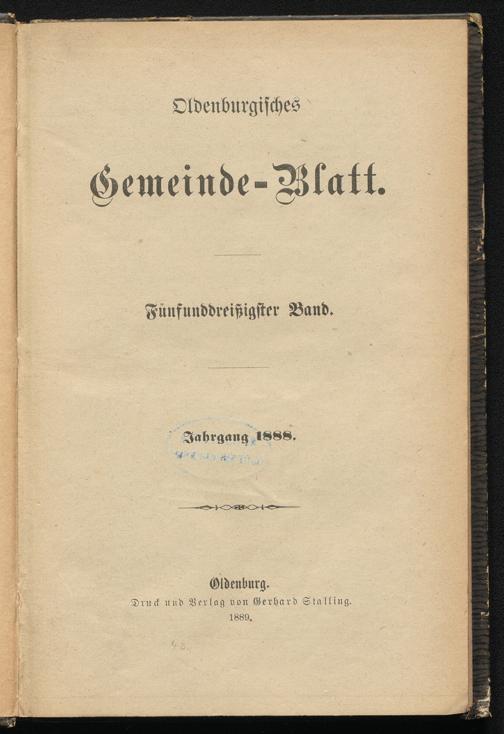 Oldenburgisches
Gemeinde-Blatt.
Fünfunddreißigster Band.
Jahrgang 1888.
Oldenburg.
Druck und Verlag von Gerhard Stalling.
1889.